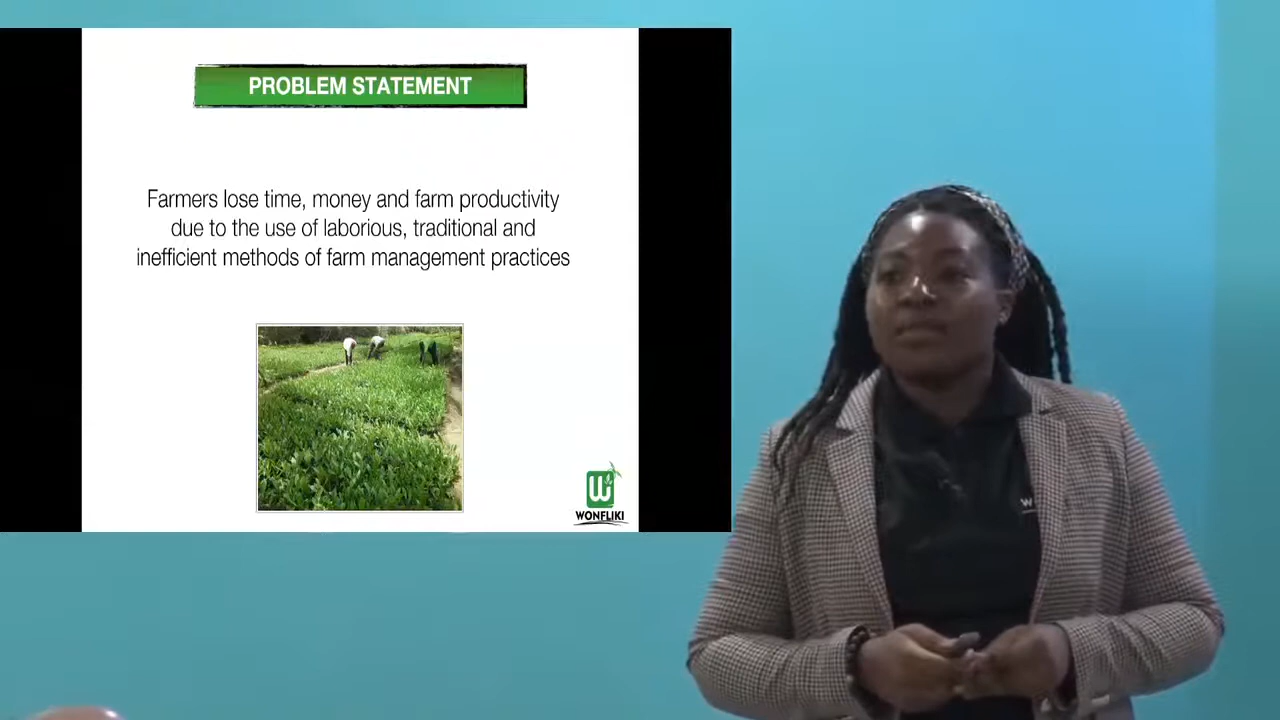 PROBLEM STATEMENT
Farmers lose time, money and farm productivity
due to the use of laborious, traditional and
inefficient methods of farm management practices
W
WONFLIKI
W